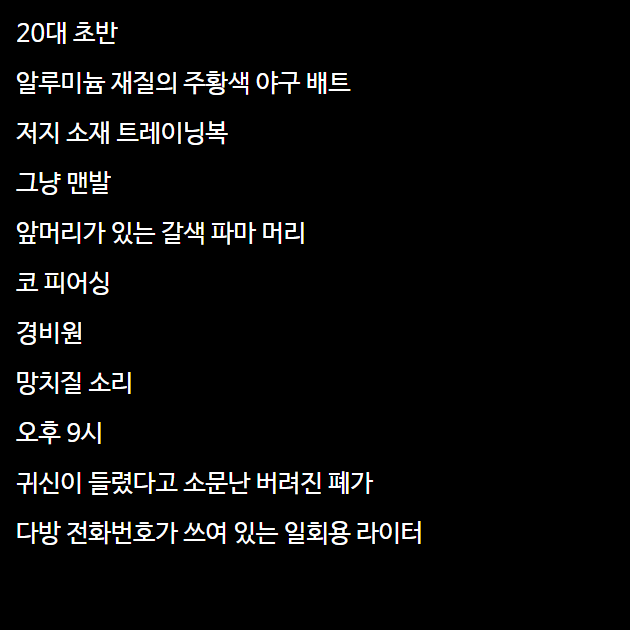 20대 초반
알루미늄 재질의 주황색 야구 배트
저지 소재 트레이닝복
그냥 맨발
앞머리가 있는 갈색 파마 머리
코 피어싱
경비원
망치질 소리
오후 9시
귀신이 들렸다고 소문난 버려진 폐가
다방 전화번호가 쓰여 있는 일회용 라이터